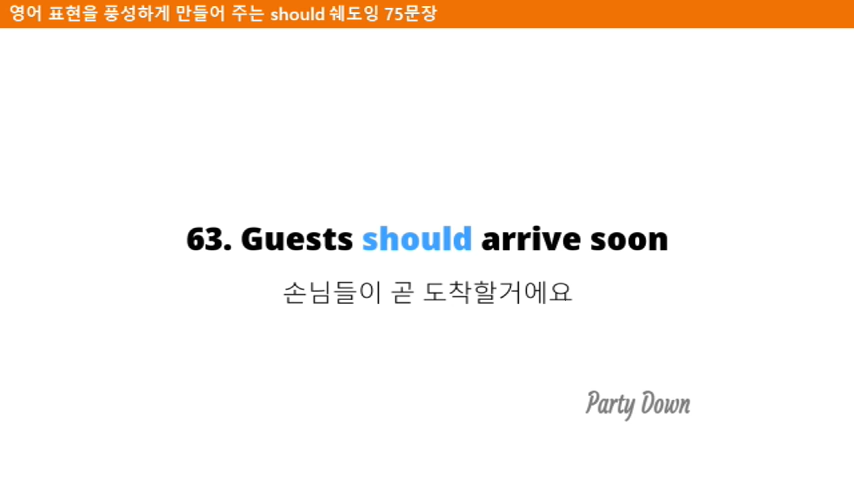 영어 표현을 풍성하게 만들어 주는 should 쉐도잉 75문장
63. Guests should arrive soon
손님들이 곧 도착할거에요
Party Down